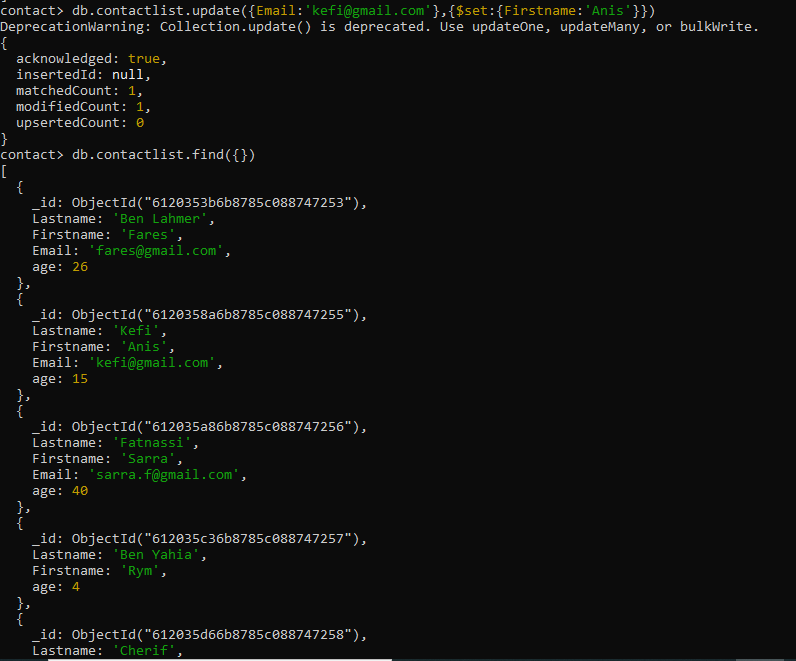 contact> db.contactlist.update({Email:'kefi@gmail.com'},{$set:{Firstname:'Anis'}})
DeprecationWarning: Collection.update() is deprecated. Use updateOne, updateMany, or bulkWrite.
{
  acknowledged: true,
  insertedId: null,
  matchedCount: 1,
  modifiedCount: 1,
  upsertedCount: 0
}
contact> db.contactlist.find({})
[
  {
    _id: ObjectId("6120353b6b8785c088747253"),
    Lastname: 'Ben Lahmer',
    Firstname: 'Fares',
    Email: 'fares@gmail.com',
    age: 26
  },
  {
    _id: ObjectId("6120358a6b8785c088747255"),
    Lastname: 'Kefi',
    Firstname: 'Anis',
    Email: 'kefi@gmail.com',
    age: 15
  },
  {
    _id: ObjectId("612035a86b8785c088747256"),
    Lastname: 'Fatnassi',
    Firstname: 'Sarra',
    Email: 'sarra.f@gmail.com',
    age: 40
  },
  {
    _id: ObjectId("612035c36b8785c088747257"),
    Lastname: 'Ben Yahia',
    Firstname: 'Rym',
    age: 4
  },
  {
    _id: ObjectId("612035d66b8785c088747258"),
    Lastname: 'Cherif',